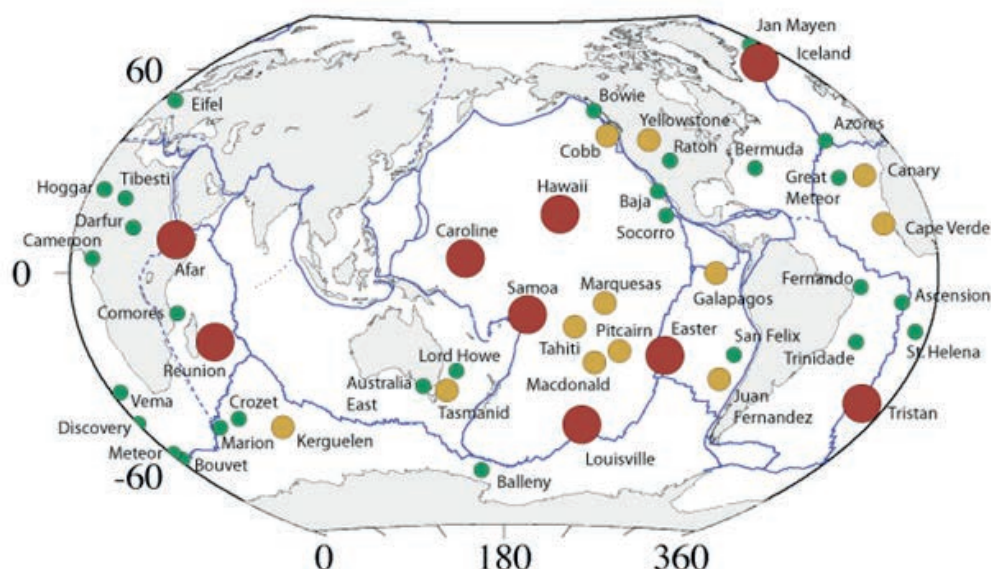 Jan Mayen
Iceland
60
Eifel
Bowie
Yellowstone
Azores
Cobb
Ratoh
Bermuda
Hoggar
Tibesti
Great
Meteor
Canary
Hawaii
Baja
Darfur
Socorro
Cape Verde
Cameroon
Caroline
0
Afar
Samoa
Marquesas
Galapagos
Fernando
Ascension
Comores
Pitcairn
Easter
San Felix
Tahiti
Trinidade
St. Helena
Reunion
Lord Howe
Macdonald
Australia
East
Tasmanid
Juan
Fernandez
Vema
Crozet
Tristan
Discovery
Marion
Kerguelen
Meteor
Bouvet
Louisville
-60
Balleny
0
180
360